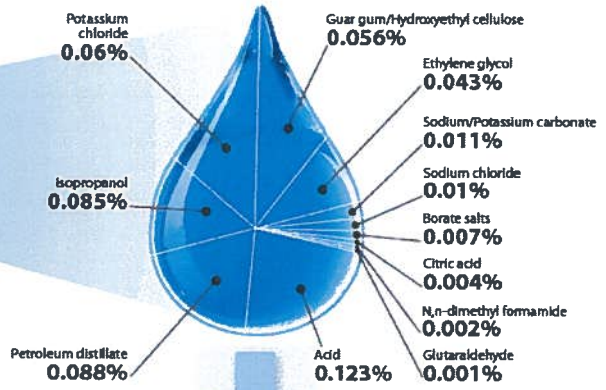 Potassium
chloride
0.06%
Guar gum/Hydroxyethyl cellulose
0.056%
Ethylene glycol
0.043%
Sodium/Potassium carbonate
0.011%
Sodium chloride
0.01%
Borate salts
0.007%
Citric acid
0.004%
N,n-dimethyl formamide
0.002%
Glutaraldehyde
0.001%
Acid
0.123%
Petroleum distillate
0.088%
Isopropanol
0.085%